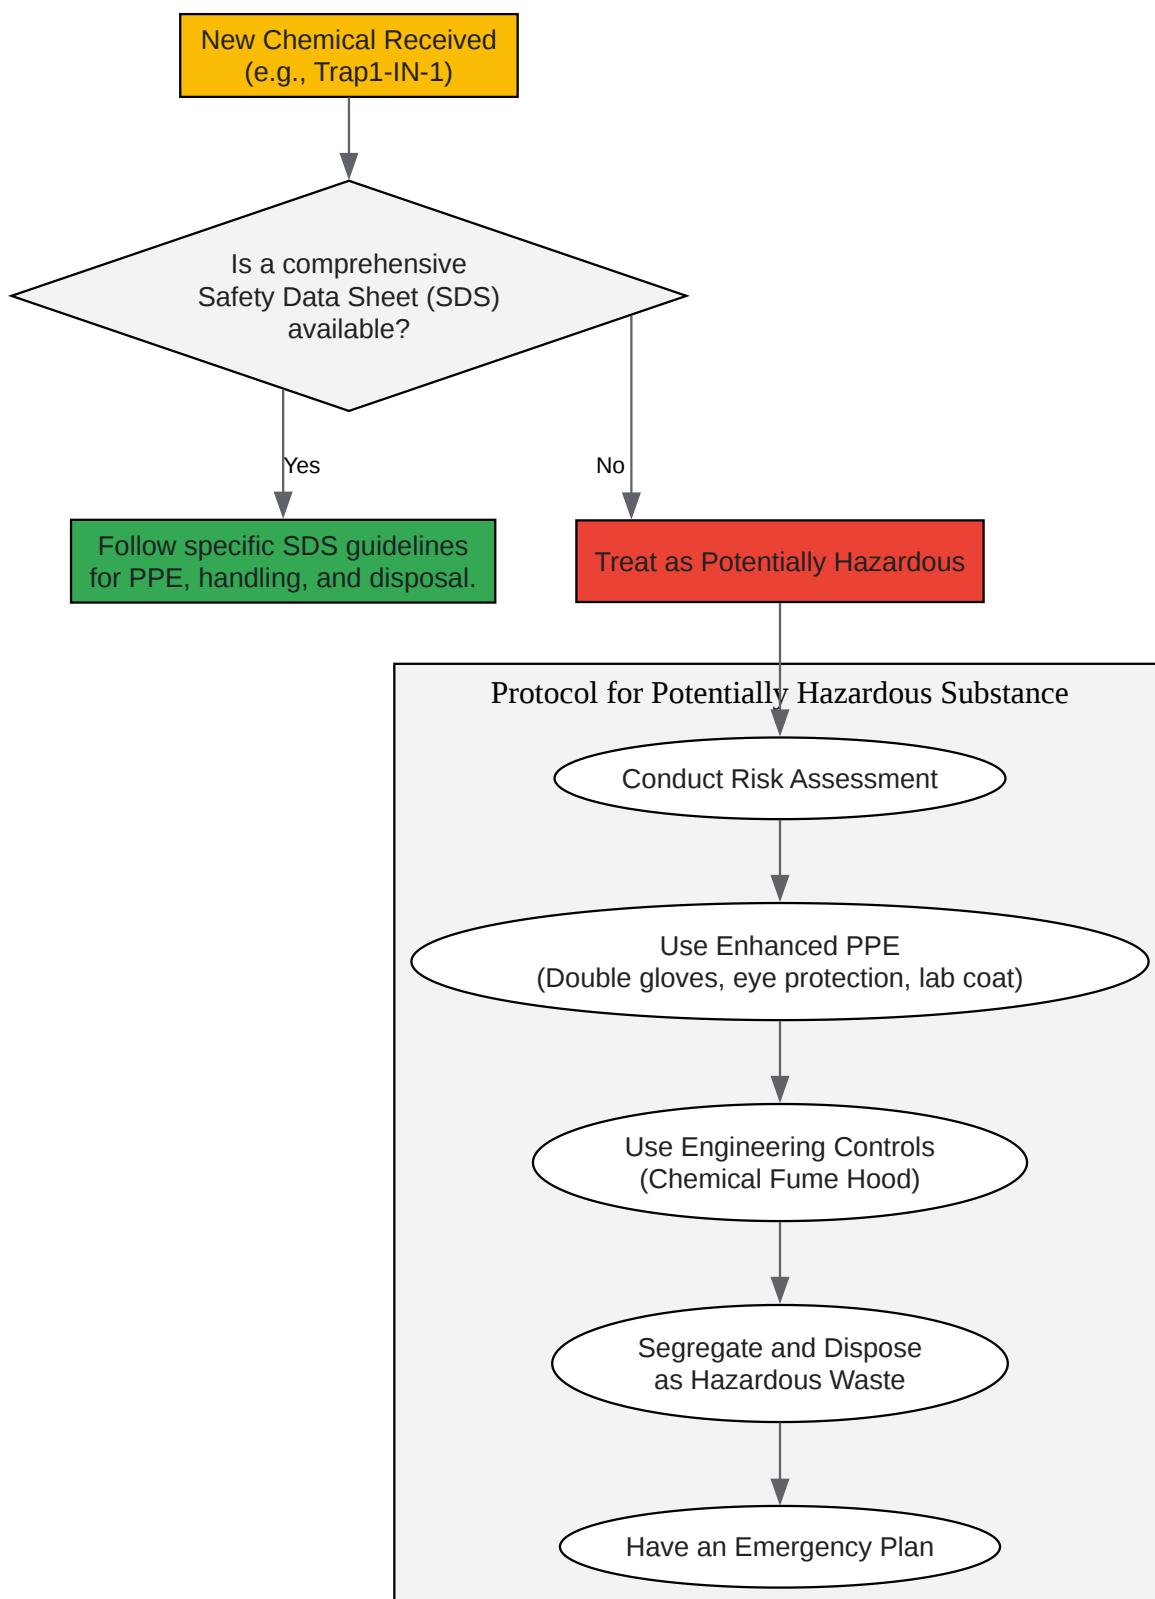 New Chemical Received
(e.g., Trap1-IN-1)
Is a comprehensive
Safety Data Sheet (SDS)
available?
Yes
No
Follow specific SDS guidelines
for PPE, handling, and disposal.
Treat as Potentially Hazardous
Protocol for Potentially Hazardous Substance
Conduct Risk Assessment
Use Enhanced PPE
(Double gloves, eye protection, lab coat)
Use Engineering Controls
(Chemical Fume Hood)
Segregate and Dispose
as Hazardous Waste
Have an Emergency Plan